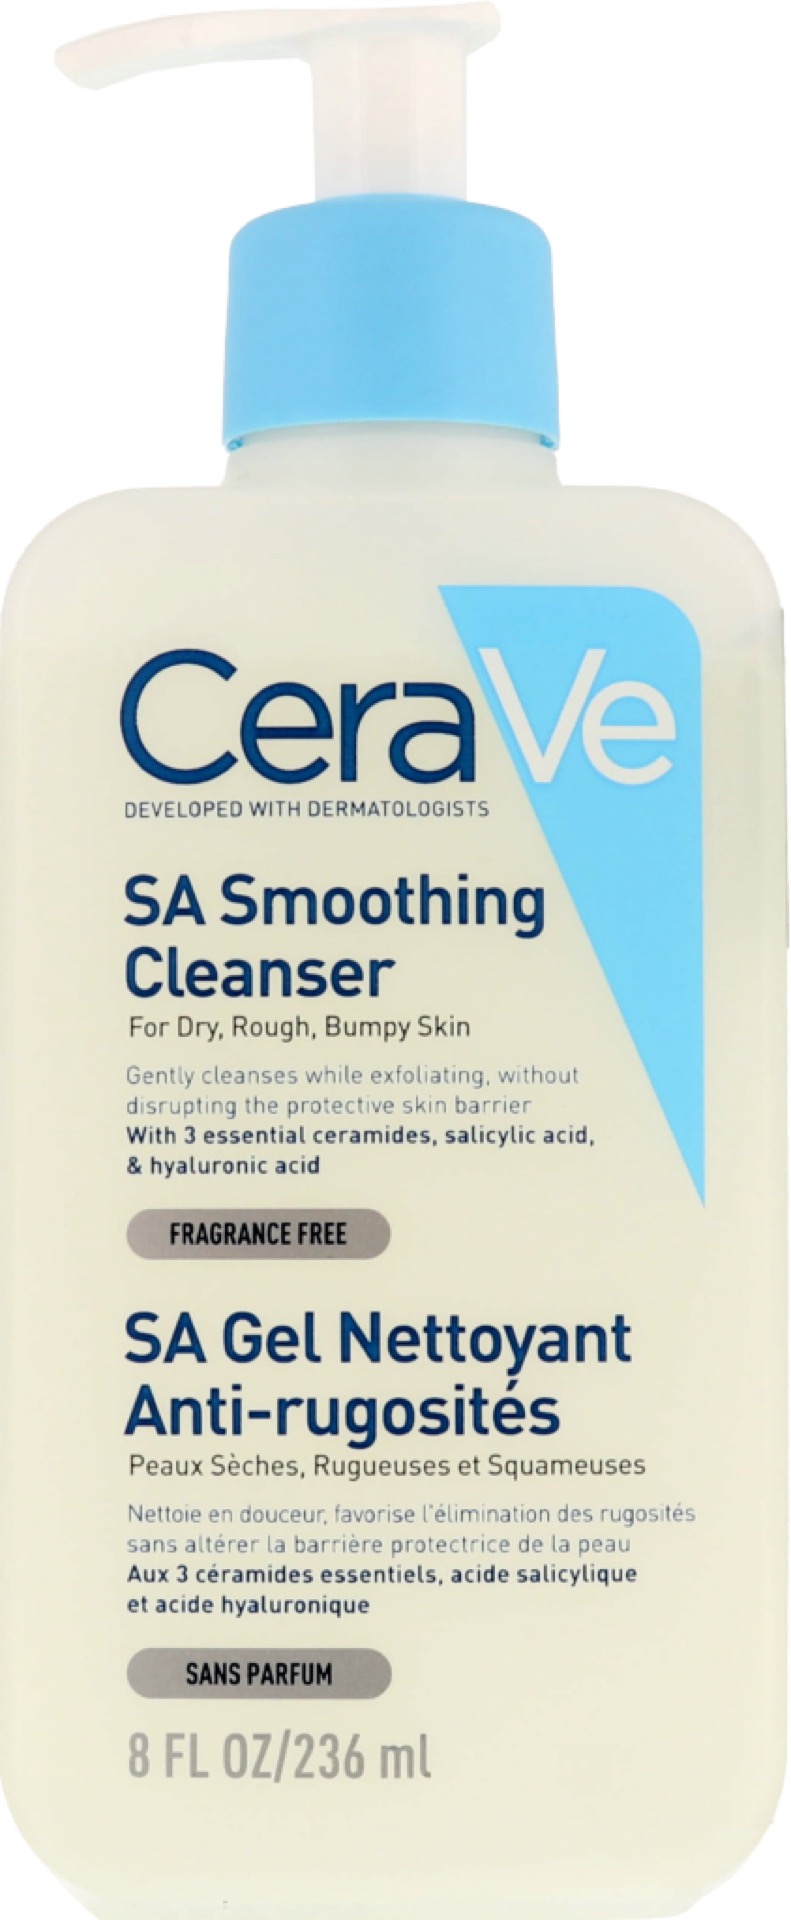 CeraVe
DEVELOPED WITH DERMATOLOGISTS
SA Smoothing
Cleanser
For Dry, Rough, Bumpy Skin
Gently cleanses while exfoliating, without
disrupting the protective skin barrier
With 3 essential ceramides, salicylic acid,
& hyaluronic acid
FRAGRANCE FREE
SA Gel Nettoyant
Anti-rugosités
Peaux Sèches, Rugueuses et Squameuses
Nettoie en douceur, favorise l'élimination des rugosités
sans altérer la barrière protectrice de la peau
Aux 3 céramides essentiels, acide salicylique
et acide hyaluronique
SANS PARFUM
8 FL OZ/236 ml